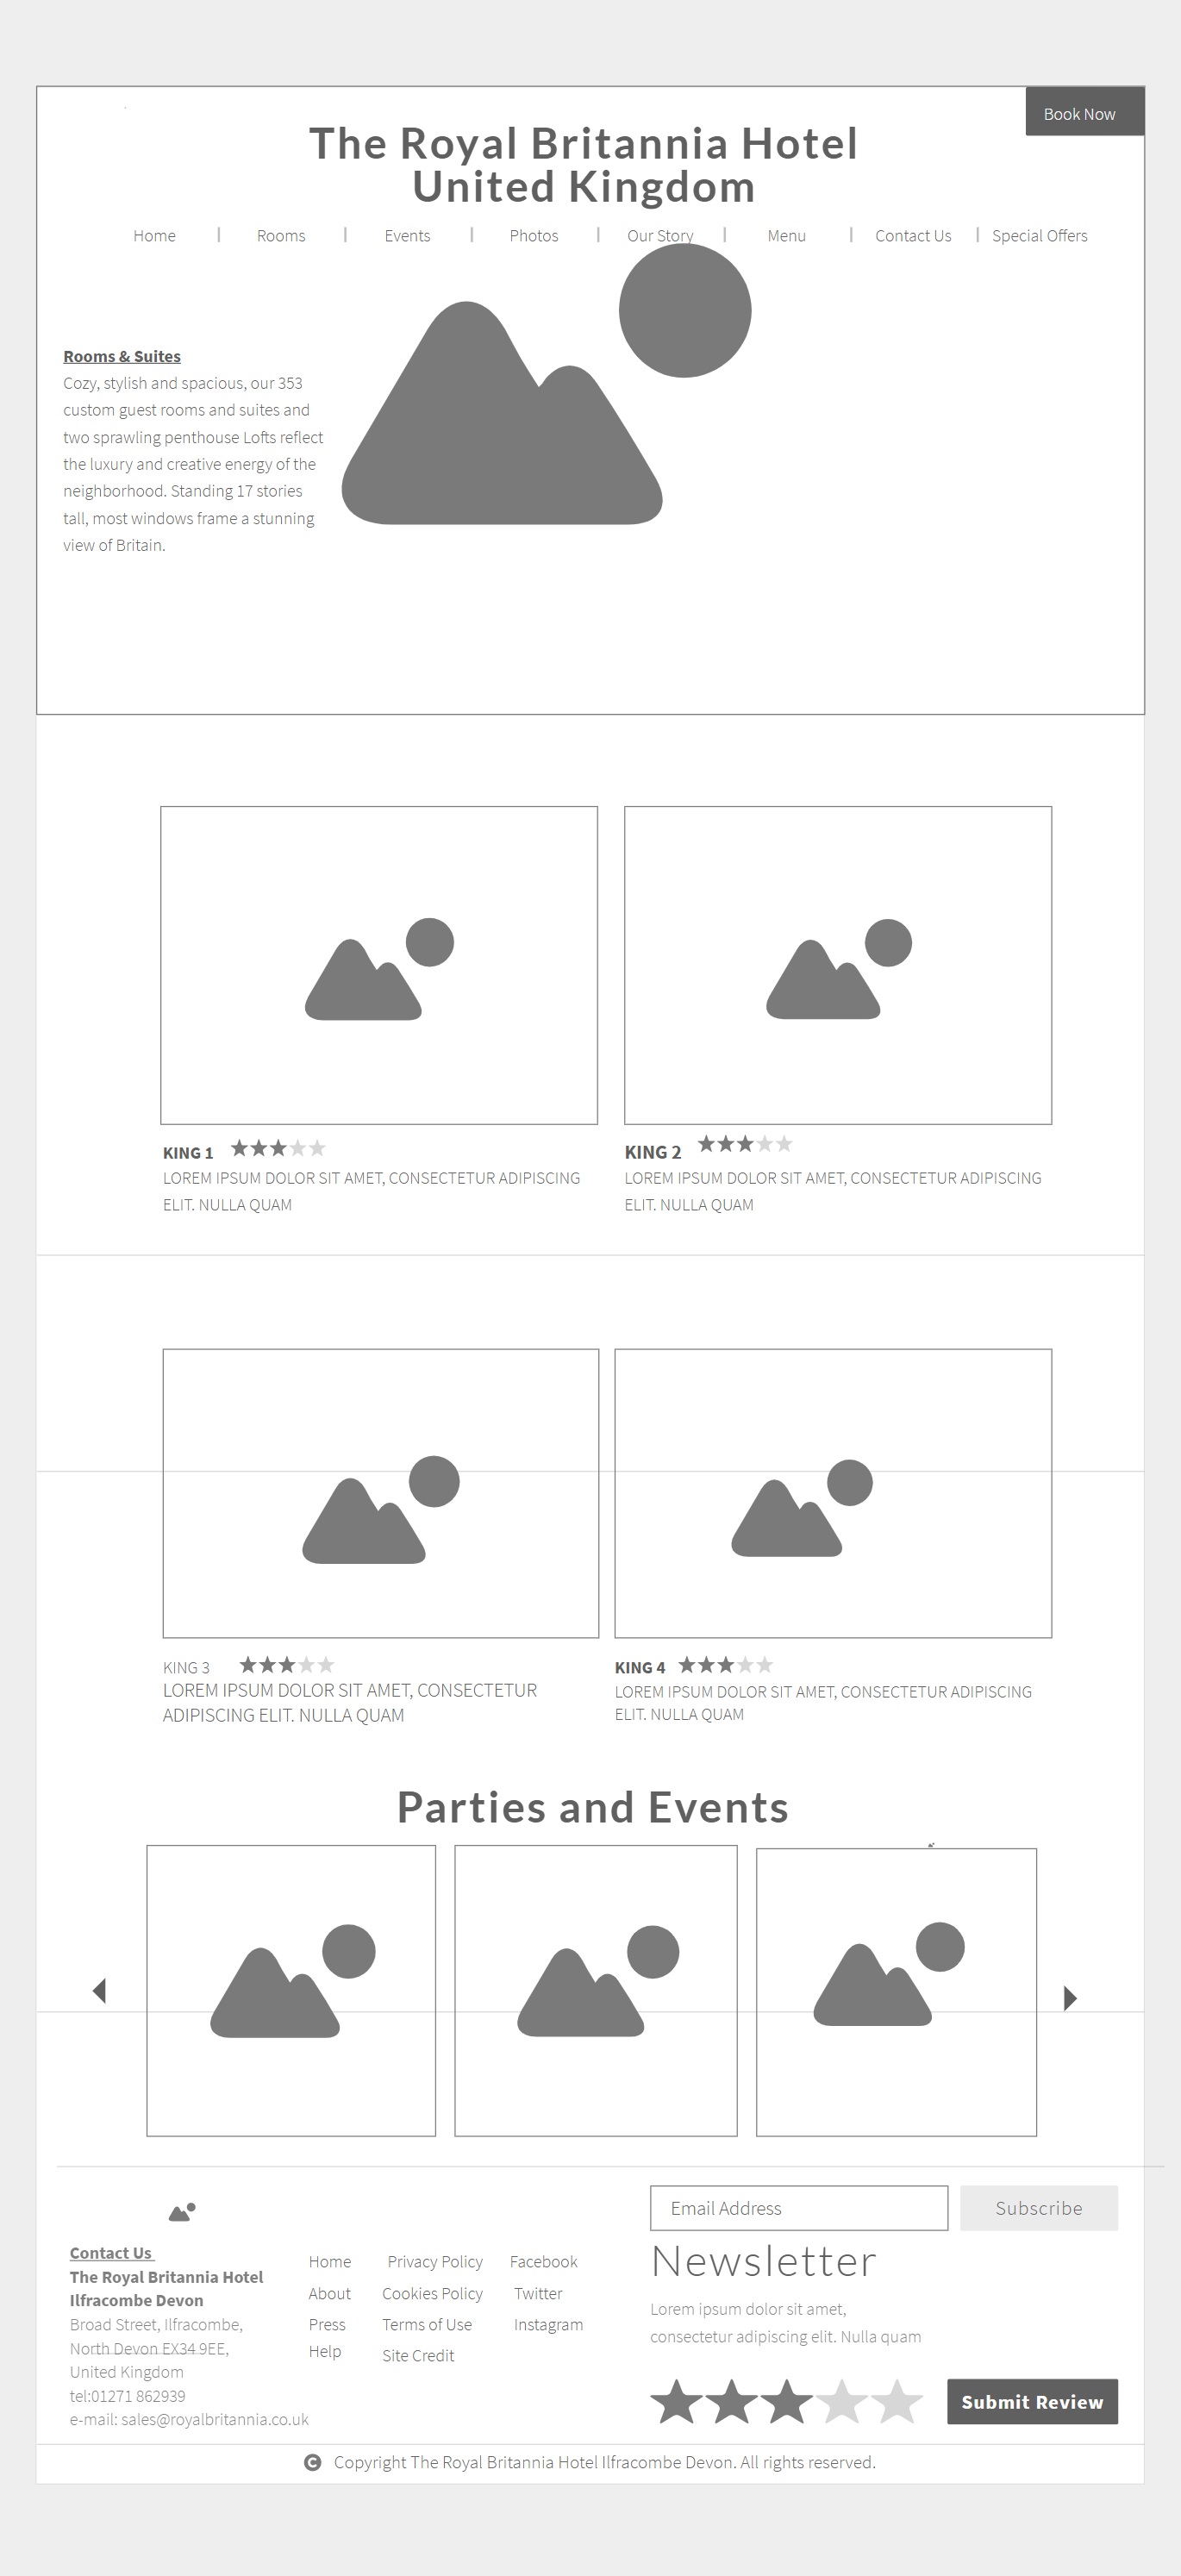 Book Now
The Royal Britannia Hotel
United Kingdom
Home | Rooms | Events | Photos | Our Story | Menu | Contact Us | Special Offers
Rooms & Suites
Cozy, stylish and spacious, our 353
custom guest rooms and suites and
two sprawling penthouse Lofts reflect
the luxury and creative energy of the
neighborhood. Standing 17 stories
tall, most windows frame a stunning
view of Britain.
KING 1
LOREM IPSUM DOLOR SIT AMET, CONSECTETUR ADIPISCING
ELIT. NULLA QUAM
KING 2
LOREM IPSUM DOLOR SIT AMET, CONSECTETUR ADIPISCING
ELIT. NULLA QUAM
KING 3
LOREM IPSUM DOLOR SIT AMET, CONSECTETUR
ADIPISCING ELIT. NULLA QUAM
KING 4
LOREM IPSUM DOLOR SIT AMET, CONSECTETUR ADIPISCING
ELIT. NULLA QUAM
Parties and Events
Contact Us
The Royal Britannia Hotel
Ilfracombe Devon
Broad Street, Ilfracombe,
North Devon EX34 9EE,
United Kingdom
tel:01271 862939
e-mail: sales@royalbritannia.co.uk
Home
About
Press
Help
Privacy Policy
Cookies Policy
Terms of Use
Site Credit
Facebook
Twitter
Instagram
Email Address
Subscribe
Newsletter
Lorem ipsum dolor sit amet,
consectetur adipiscing elit. Nulla quam
Submit Review
© Copyright The Royal Britannia Hotel Ilfracombe Devon. All rights reserved.